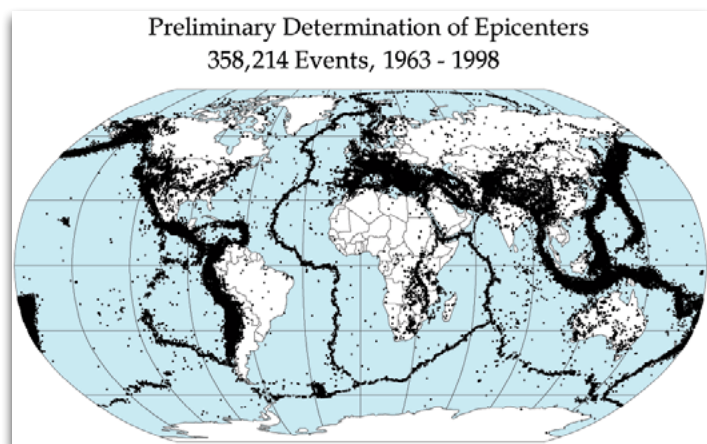 Preliminary Determination of Epicenters
358,214 Events, 1963 - 1998